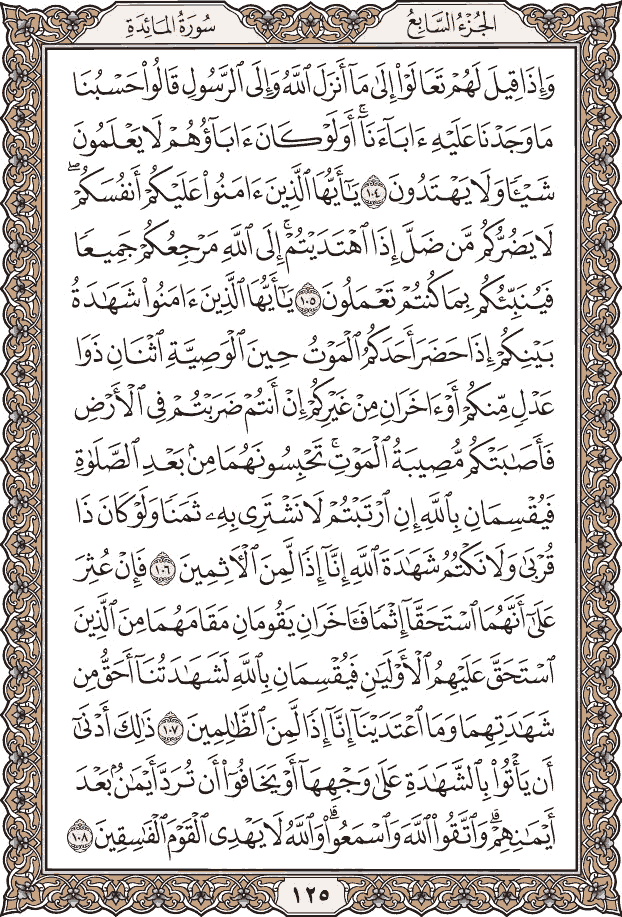 الجُزْءُ السَّابِعُ
سُورَةُ المَائِدَةِ
وَإِذَا قِيلَ لَهُمْ تَعَالَوْا۟ إِلَىٰ مَآ أَنزَلَ ٱللَّهُ وَإِلَى ٱلرَّسُولِ قَالُوا۟ حَسْبُنَا
مَا وَجَدْنَا عَلَيْهِ ءَابَآءَنَآ ۚ أَوَلَوْ كَانَ ءَابَآؤُهُمْ لَا يَعْلَمُونَ
شَيْـًٔا وَلَا يَهْتَدُونَ ١٠٤ يَـٰٓأَيُّهَا ٱلَّذِينَ ءَامَنُوا۟ عَلَيْكُمْ أَنفُسَكُمْ ۖ
لَا يَضُرُّكُم مَّن ضَلَّ إِذَا ٱهْتَدَيْتُمْ ۚ إِلَى ٱللَّهِ مَرْجِعُكُمْ جَمِيعًا
فَيُنَبِّئُكُم بِمَا كُنتُمْ تَعْمَلُونَ ١٠٥ يَـٰٓأَيُّهَا ٱلَّذِينَ ءَامَنُوا۟ شَهَـٰدَةُ
بَيْنِكُمْ إِذَا حَضَرَ أَحَدَكُمُ ٱلْمَوْتُ حِينَ ٱلْوَصِيَّةِ ٱثْنَانِ ذَوَا
عَدْلٍ مِّنكُمْ أَوْ ءَاخَرَانِ مِنْ غَيْرِكُمْ إِنْ أَنتُمْ ضَرَبْتُمْ فِى ٱلْأَرْضِ
فَأَصَـٰبَتْكُم مُّصِيبَةُ ٱلْمَوْتِ ۚ تَحْبِسُونَهُمَا مِنۢ بَعْدِ ٱلصَّلَوٰةِ
فَيُقْسِمَانِ بِٱللَّهِ إِنِ ٱرْتَبْتُمْ لَا نَشْتَرِى بِهِۦ ثَمَنًا وَلَوْ كَانَ ذَا
قُرْبَىٰ ۙ وَلَا نَكْتُمُ شَهَـٰدَةَ ٱللَّهِ إِنَّآ إِذًا لَّمِنَ ٱلْـَٔاثِمِينَ ١٠٦ فَإِنْ عُثِرَ
عَلَىٰٓ أَنَّهُمَا ٱسْتَحَقَّآ إِثْمًا فَـَٔاخَرَانِ يَقُومَانِ مَقَامَهُمَا مِنَ ٱلَّذِينَ
ٱسْتَحَقَّ عَلَيْهِمُ ٱلْأَوْلَيَـٰنِ فَيُقْسِمَانِ بِٱللَّهِ لَشَهَـٰدَتُنَآ أَحَقُّ مِن
شَهَـٰدَتِهِمَا وَمَا ٱعْتَدَيْنَآ إِنَّآ إِذًا لَّمِنَ ٱلظَّـٰلِمِينَ ١٠٧ ذَٰلِكَ أَدْنَىٰٓ
أَن يَأْتُوا۟ بِٱلشَّهَـٰدَةِ عَلَىٰ وَجْهِهَآ أَوْ يَخَافُوٓا۟ أَن تُرَدَّ أَيْمَـٰنٌۢ بَعْدَ
أَيْمَـٰنِهِمْ ۗ وَٱتَّقُوا۟ ٱللَّهَ وَٱسْمَعُوا۟ ۗ وَٱللَّهُ لَا يَهْدِى ٱلْقَوْمَ ٱلْفَـٰسِقِينَ ١٠٨
١٢٥